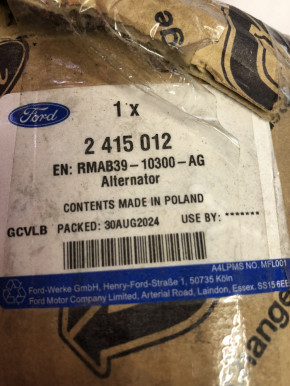 Ford
1 x
2 415 012
EN: RMAB39-10300-AG
Alternator
CONTENTS MADE IN POLAND
GCVLB PACKED: 30AUG2024 USE BY: -------
A4LPMS NO. MFL001
Ford-Werke GmbH, Henry-Ford-Straße 1, 50735 Köln
Ford Motor Company Limited, Arterial Road, Laindon, Essex. SS15 6EE